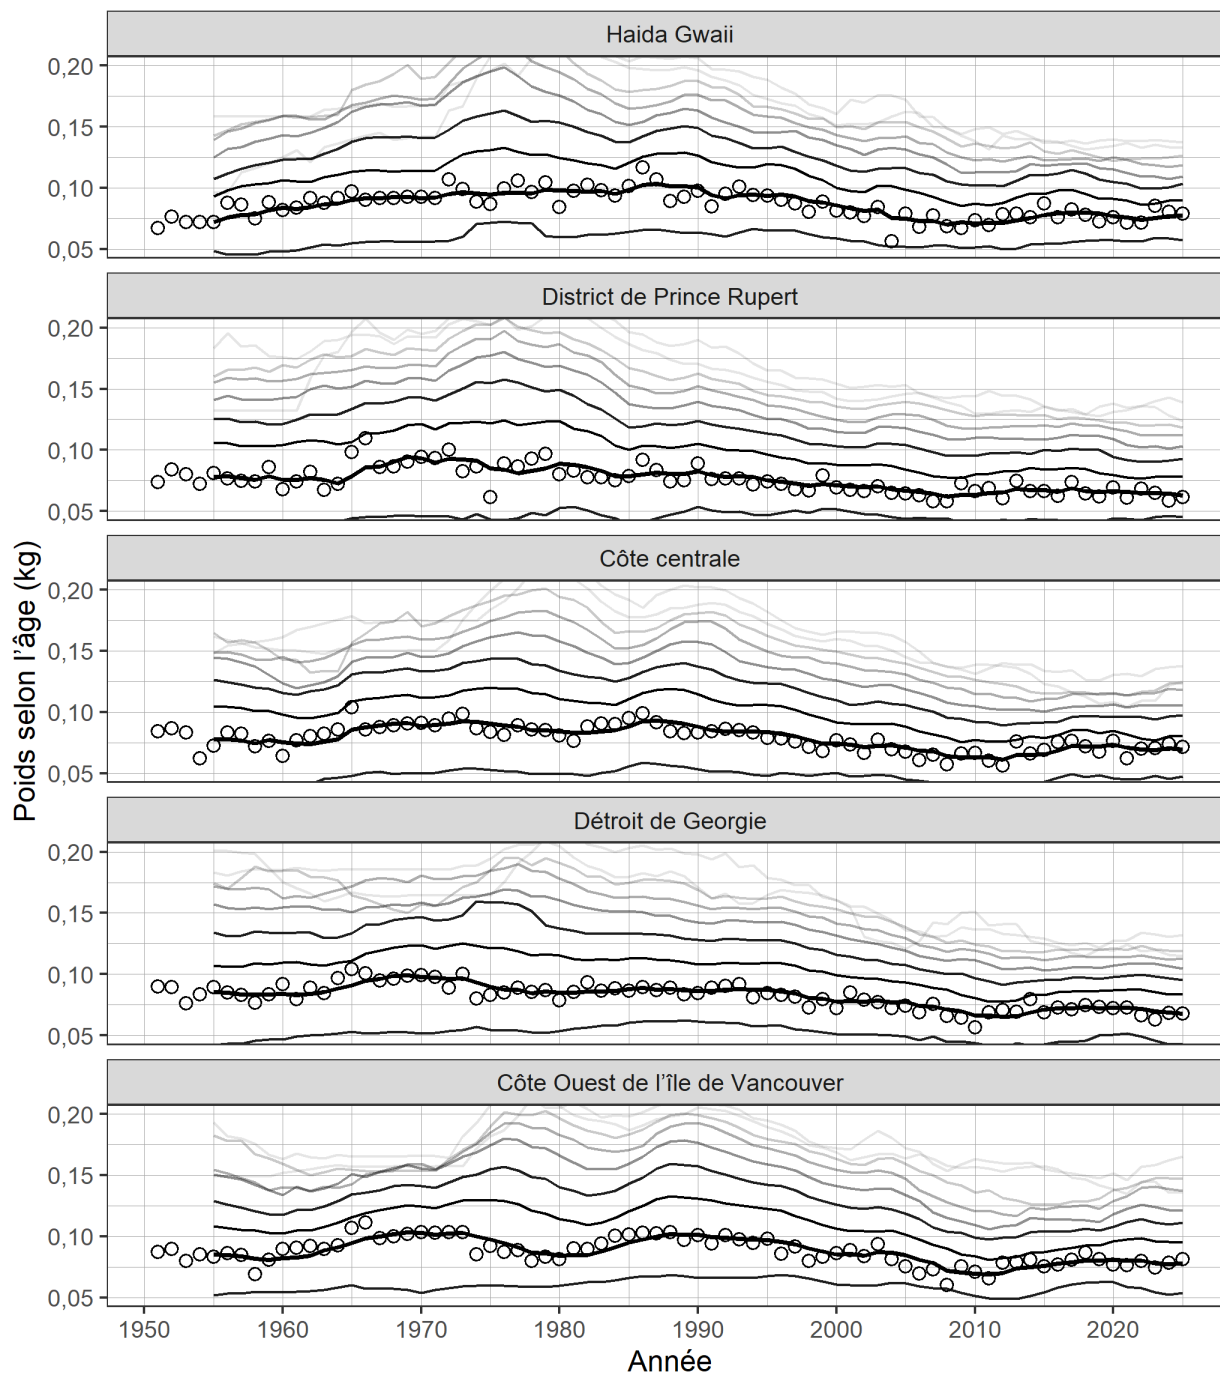 Haida Gwaii
0,20
0,15
0,10
0,05
District de Prince Rupert
0,20
0,15
0,10
0,05
Côte centrale
0,20
0,15
0,10
0,05
Poids selon l’âge (kg)
Détroit de Georgie
0,20
0,15
0,10
0,05
Côte Ouest de l’île de Vancouver
0,20
0,15
0,10
0,05
1950 1960 1970 1980 1990 2000 2010 2020
Année